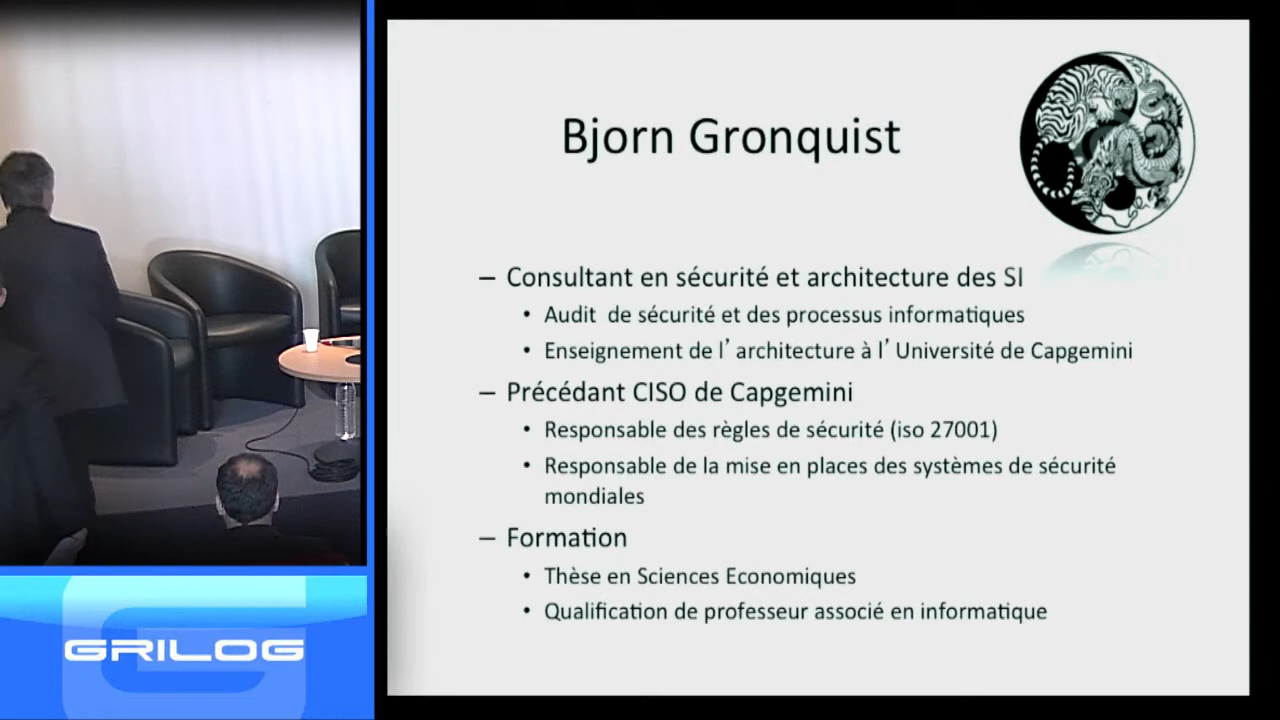 Bjorn Gronquist
– Consultant en sécurité et architecture des SI
• Audit de sécurité et des processus informatiques
• Enseignement de l’ architecture à l’ Université de Capgemini
– Précédant CISO de Capgemini
• Responsable des règles de sécurité (iso 27001)
• Responsable de la mise en places des systèmes de sécurité
mondiales
– Formation
• Thèse en Sciences Economiques
• Qualification de professeur associé en informatique
GRILOG